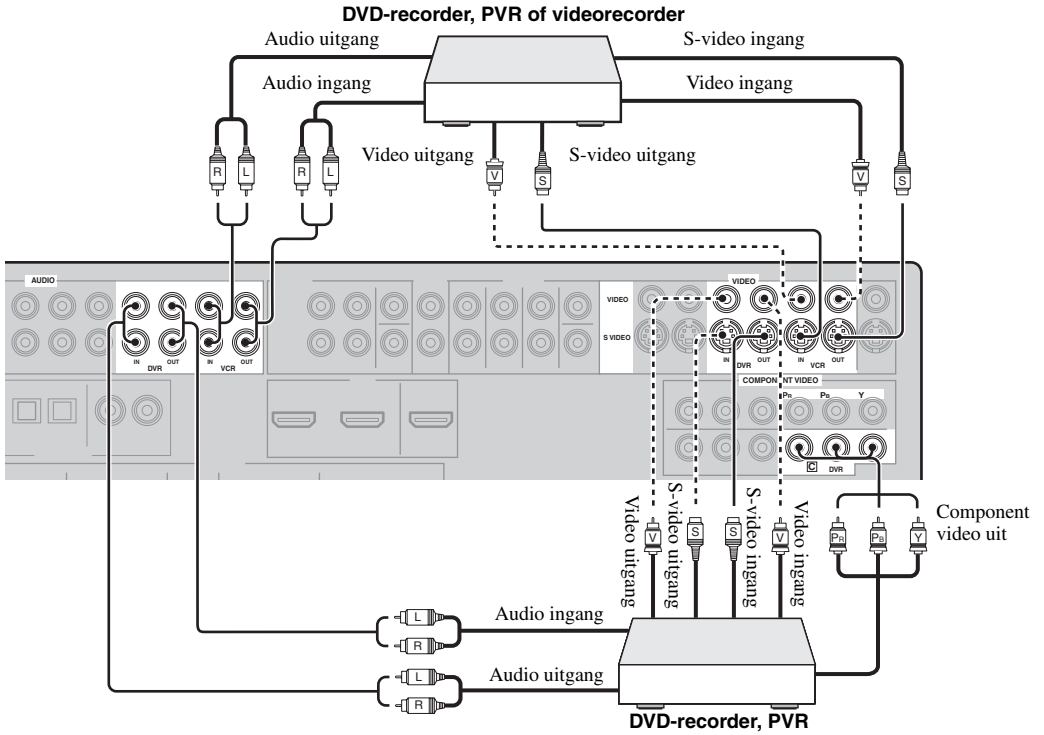 DVD-recorder, PVR of videorecorder
Audio uitgang
S-video ingang
Audio ingang
Video ingang
Video uitgang
S-video uitgang
R L R L V S V S
AUDIO
VIDEO
VIDEO
S VIDEO
IN OUT IN OUT
DVR VCR
IN OUT IN OUT
DVR VCR
COMPONENT VIDEO
PR PB Y
C DVR
Video uitgang
S-video uitgang
S-video ingang
Video ingang
V S S V
PR PB Y
Component
video uit
Audio ingang
L
R
Audio uitgang
L
R
DVD-recorder, PVR